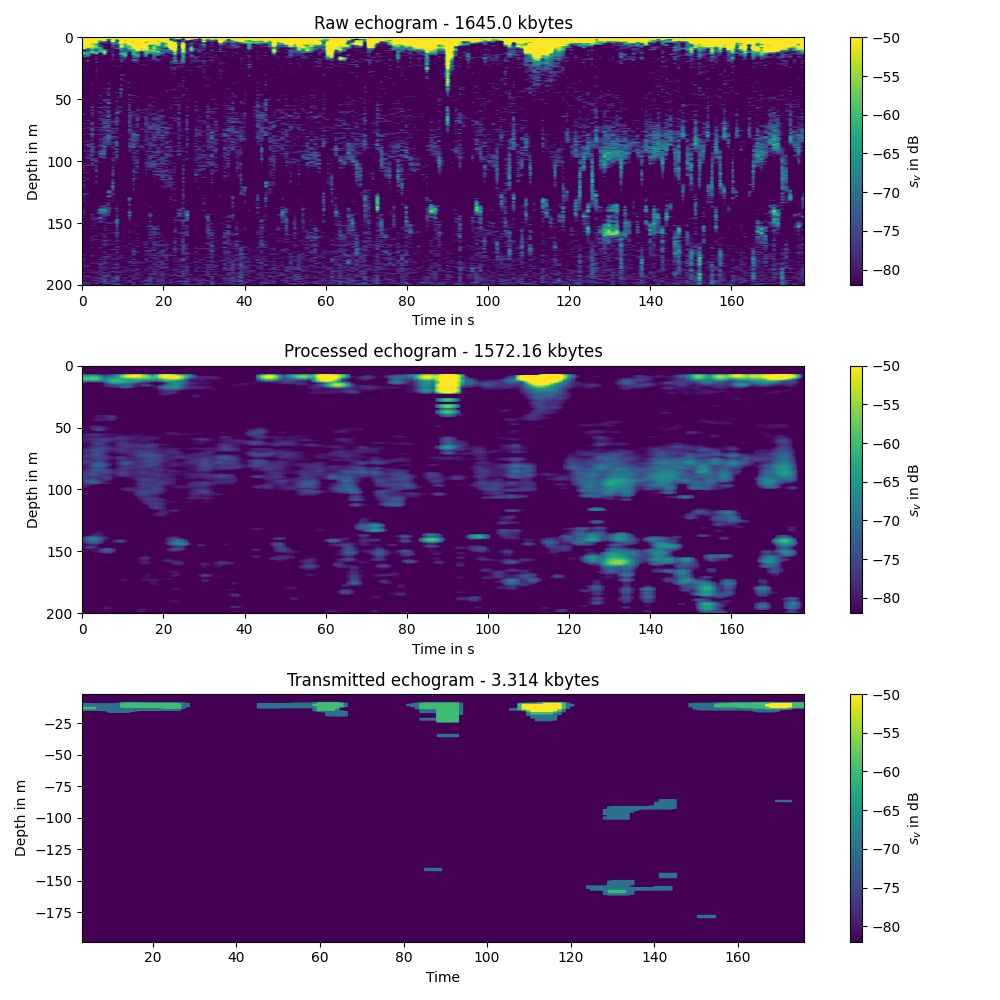 Raw echogram - 1645.0 kbytes
0
50
100
150
200
Depth in m
0 20 40 60 80 100 120 140 160
Time in s
−50
−55
−60
−65
−70
−75
−80
sv in dB
Processed echogram - 1572.16 kbytes
0
50
100
150
200
Depth in m
0 20 40 60 80 100 120 140 160
Time in s
−50
−55
−60
−65
−70
−75
−80
sv in dB
Transmitted echogram - 3.314 kbytes
−25
−50
−75
−100
−125
−150
−175
Depth in m
20 40 60 80 100 120 140 160
Time
−50
−55
−60
−65
−70
−75
−80
sv in dB